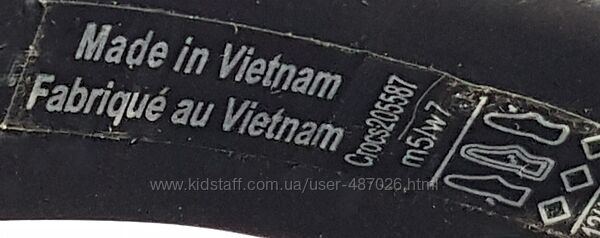 Made in Vietnam
Fabriqué au Vietnam
Crocs205587
m5/w7
www.kidstaff.com.ua/user-487026.html